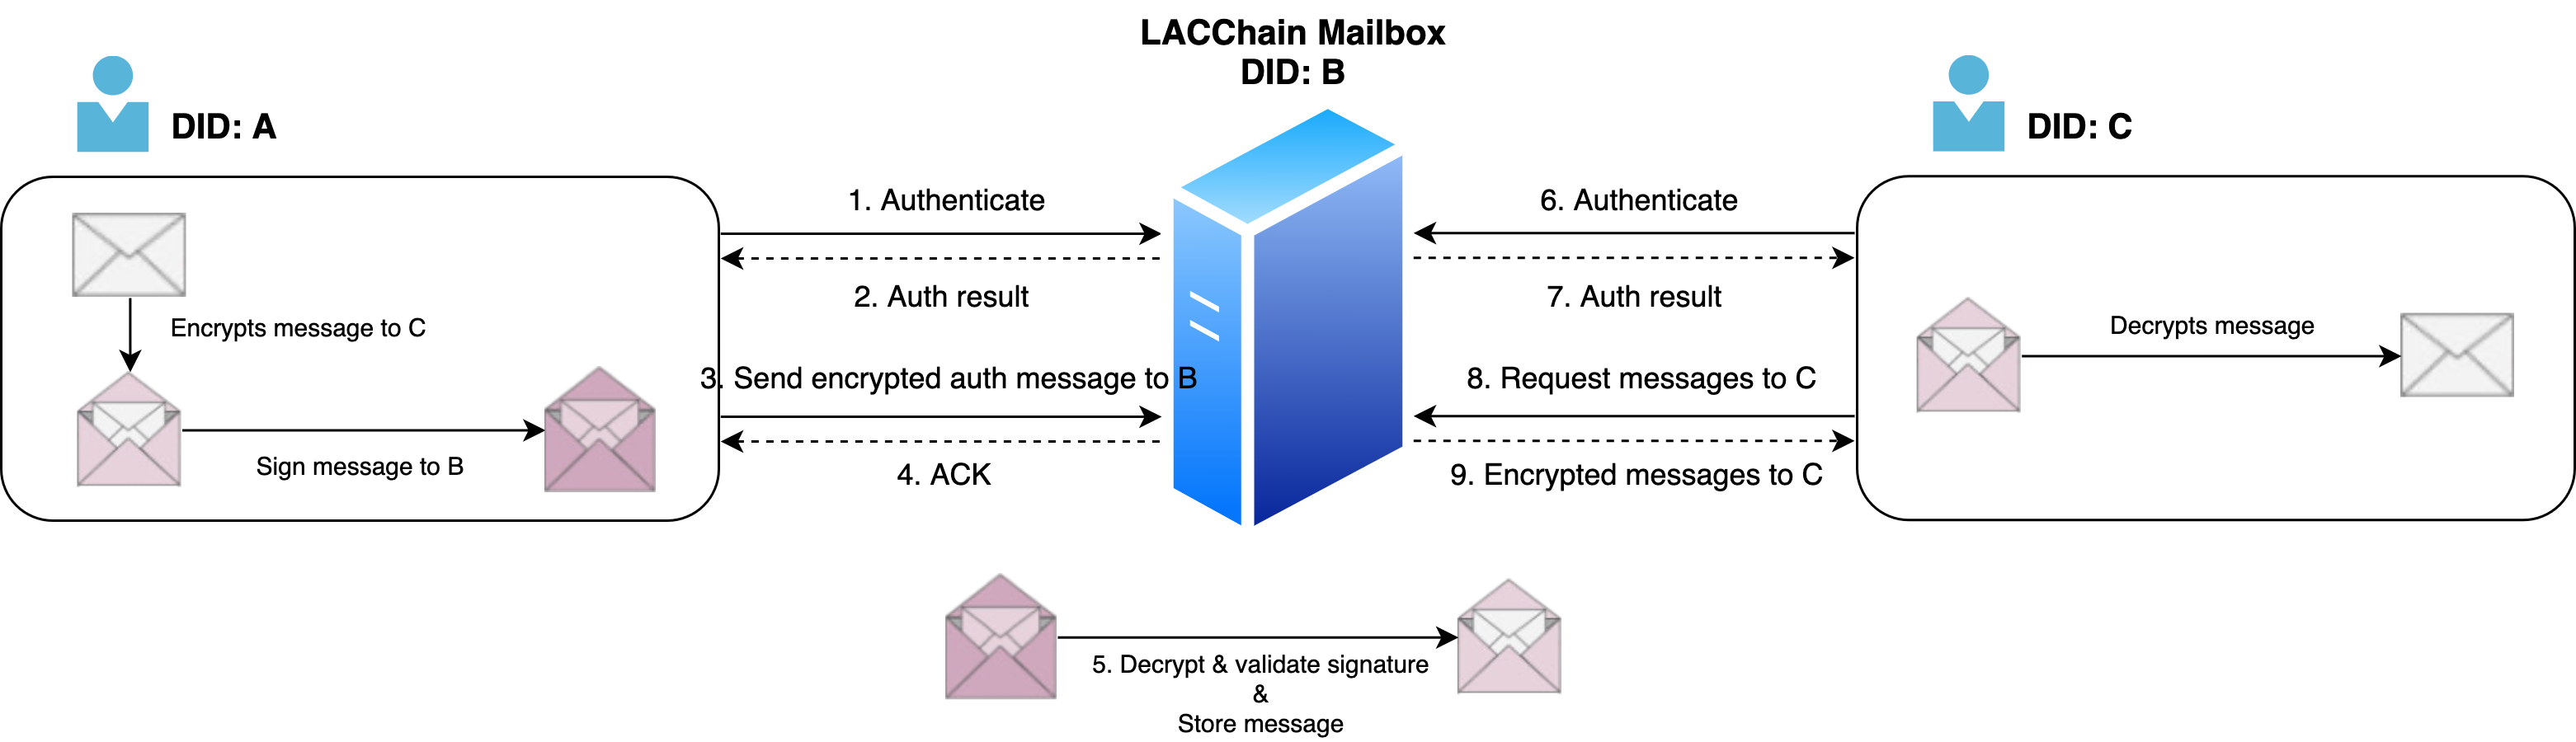 LACChain Mailbox
DID: B
DID: A
DID: C
1. Authenticate
2. Auth result
Encrypts message to C
3. Send encrypted auth message to B
Sign message to B
4. ACK
6. Authenticate
7. Auth result
8. Request messages to C
9. Encrypted messages to C
Decrypts message
5. Decrypt & validate signature
&
Store message